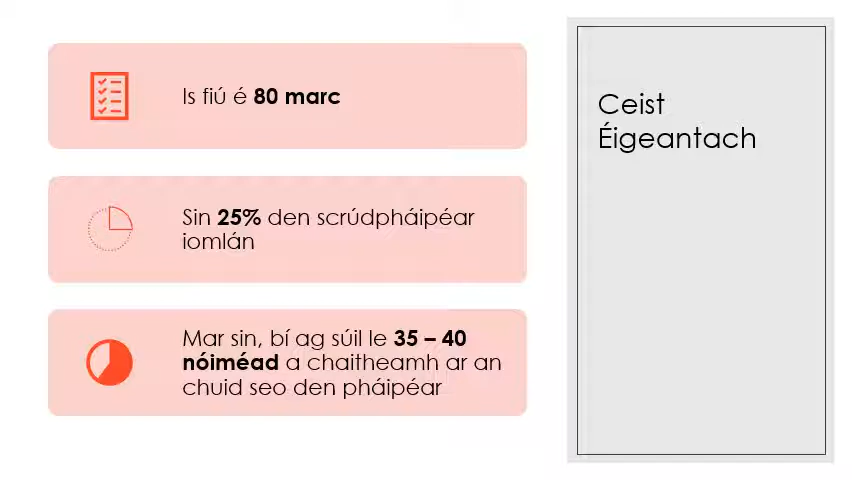 Is fiú é 80 marc
Sin 25% den scrúdpháipéar
iomlán
Mar sin, bí ag súil le 35 – 40
nóiméad a chaitheamh ar an
chuid seo den pháipéar
Ceist
Éigeantach